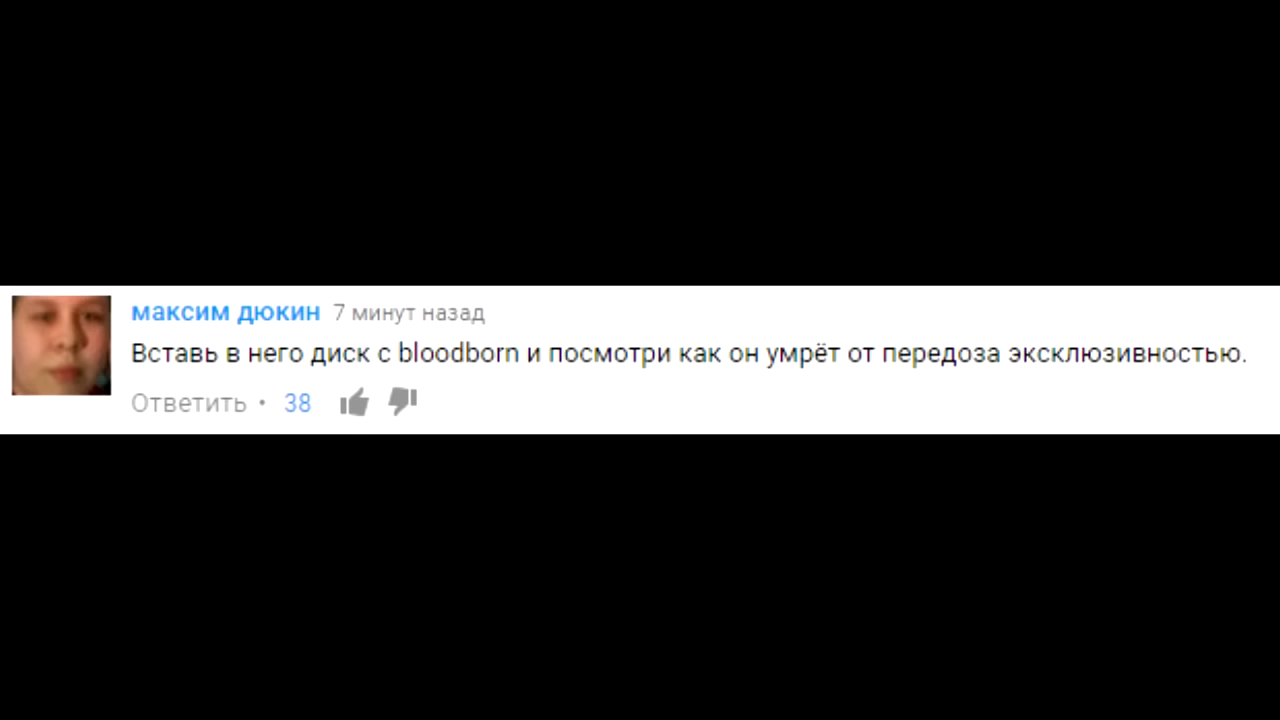 максим дюкин 7 минут назад
Вставь в него диск с bloodborn и посмотри как он умрёт от передоза эксклюзивностью.
Ответить • 38